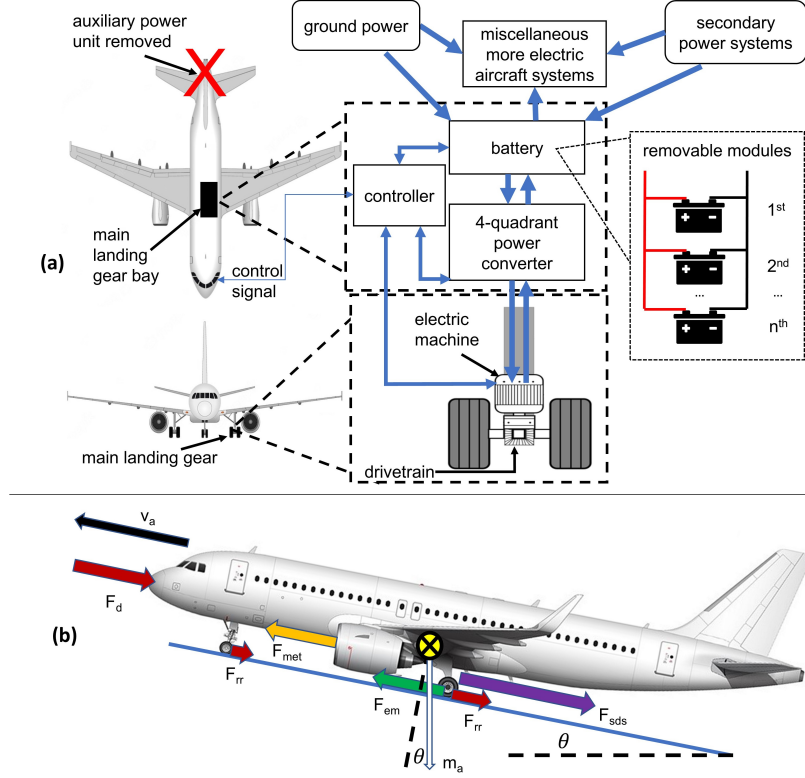 auxiliary power
unit removed
ground power
miscellaneous
more electric
aircraft systems
secondary
power systems
battery
removable modules
controller
1st
4-quadrant
power
converter
main
landing
gear bay
2nd
(a)
control
signal
...
...
nth
electric
machine
main landing gear
drivetrain
va
Fd
(b)
Fmet
Frr
Fem
Frr
Fsds
θ
θ
ma